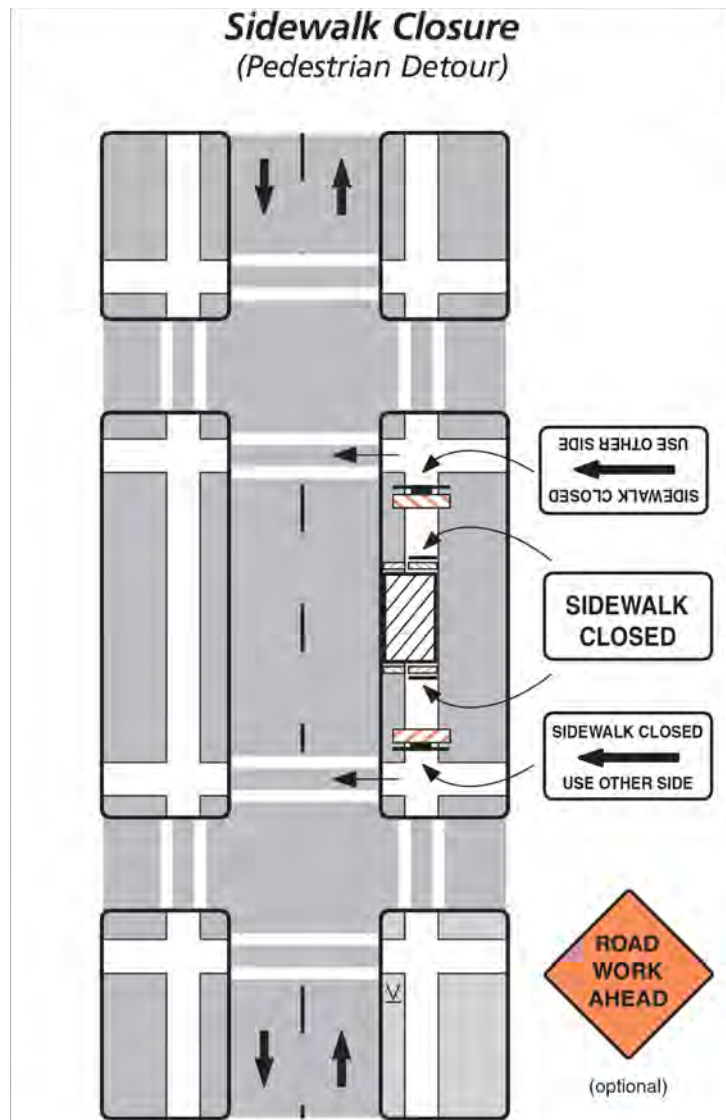 Sidewalk Closure
(Pedestrian Detour)
SIDEWALK CLOSED
USE OTHER SIDE
SIDEWALK
CLOSED
SIDEWALK CLOSED
USE OTHER SIDE
ROAD
WORK
AHEAD
(optional)